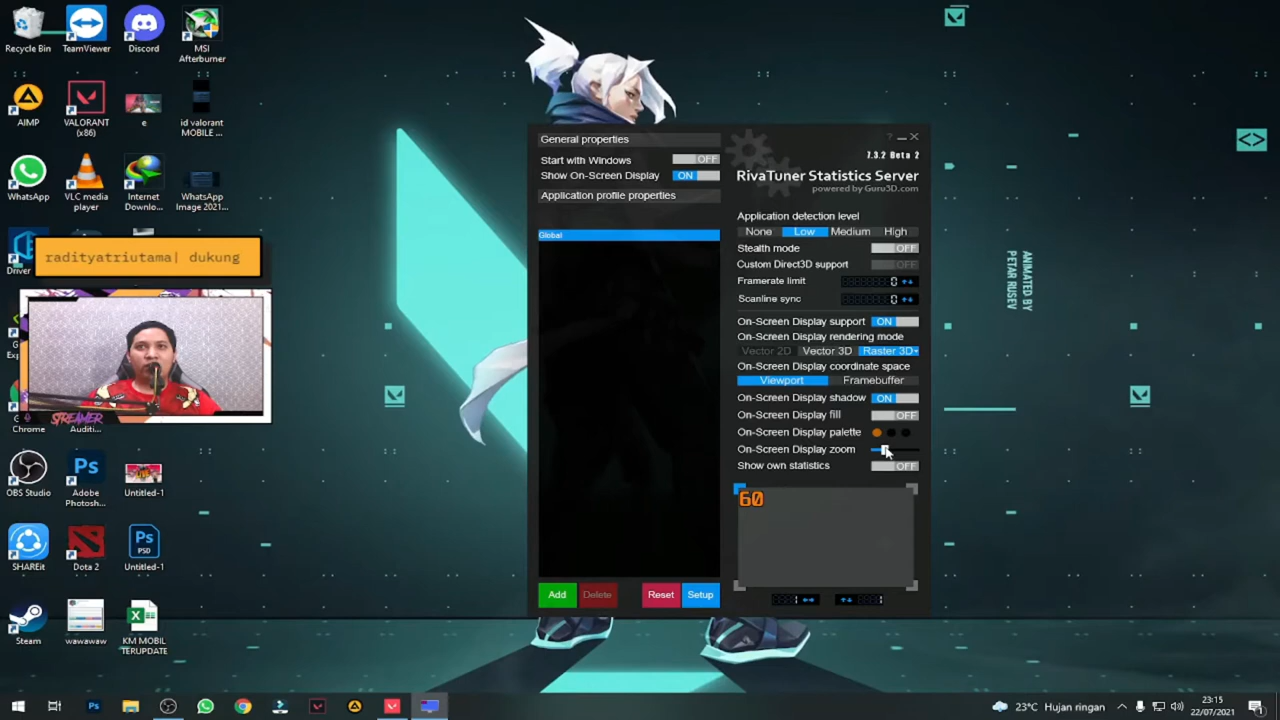 Recycle Bin
TeamViewer
Discord
MSI
Afterburner
AIMP
VALORANT
(x86)
e
id valorant
MOBILE ...
WhatsApp
VLC media
player
Internet
Downlo...
WhatsApp
Image 2021...
Driver
radityatriutama| dukung
STREAMER
Chrome
Auditi...
OBS Studio
Adobe
Photosh...
Untitled-1
SHAREit
Dota 2
PSD
Untitled-1
Steam
wawawaw
KM MOBIL
TERUPDATE
General properties
Start with Windows
OFF
Show On-Screen Display
ON
Application profile properties
Global
Add
Delete
Reset
Setup
7.3.2 Beta 2
RivaTuner Statistics Server
powered by Guru3D.com
Application detection level
None
Low
Medium
High
Stealth mode
OFF
Custom Direct3D support
OFF
Framerate limit
0
Scanline sync
0
On-Screen Display support
ON
On-Screen Display rendering mode
Vector 2D
Vector 3D
Raster 3D
On-Screen Display coordinate space
Viewport
Framebuffer
On-Screen Display shadow
ON
On-Screen Display fill
OFF
On-Screen Display palette
On-Screen Display zoom
Show own statistics
OFF
60
1
1
ANIMATED BY
PETAR RUSEV
<>
23°C Hujan ringan
23:15
22/07/2021